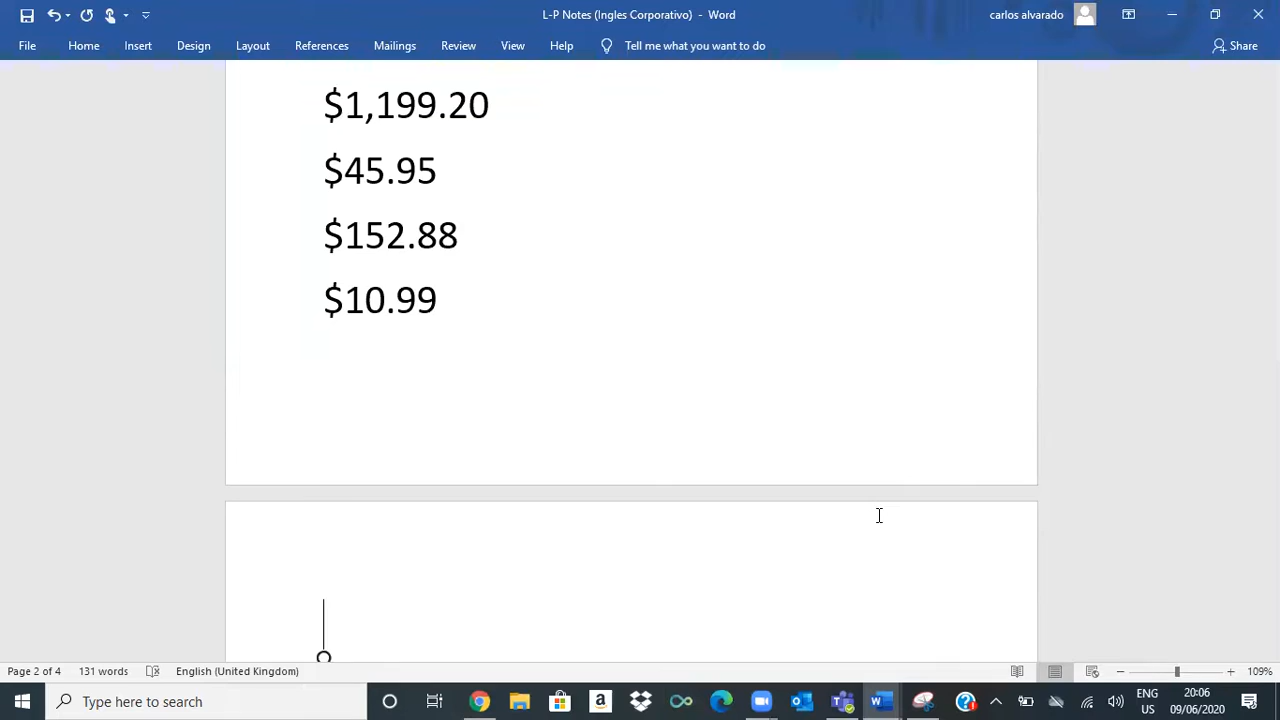 L-P Notes (Ingles Corporativo) - Word
carlos alvarado
File Home Insert Design Layout References Mailings Review View Help Tell me what you want to do Share
$1,199.20
$45.95
$152.88
$10.99
Page 2 of 4 131 words English (United Kingdom) 109%
Type here to search
ENG
US
20:06
09/06/2020